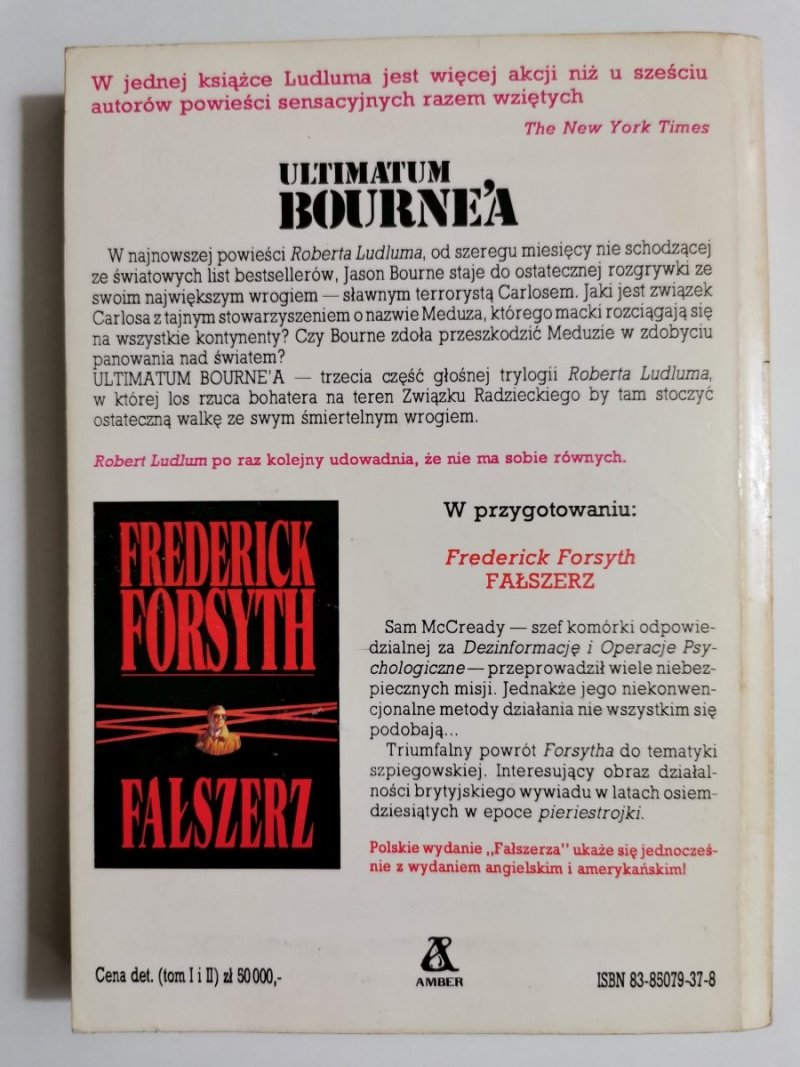 W jednej książce Ludluma jest więcej akcji niż u sześciu
autorów powieści sensacyjnych razem wziętych
The New York Times
ULTIMATUM
BOURNE'A
W najnowszej powieści Roberta Ludluma, od szeregu miesięcy nie schodzącej
ze światowych list bestsellerów, Jason Bourne staje do ostatecznej rozgrywki ze
swoim największym wrogiem — sławnym terrorystą Carlosem. Jaki jest związek
Carlosa z tajnym stowarzyszeniem o nazwie Meduza, którego macki rozciągają się
na wszystkie kontynenty? Czy Bourne zdoła przeszkodzić Meduzie w zdobyciu
panowania nad światem?
ULTIMATUM BOURNE'A — trzecia część głośnej trylogii Roberta Ludluma,
w której los rzuca bohatera na teren Związku Radzieckiego by tam stoczyć
ostateczną walkę ze swym śmiertelnym wrogiem.
Robert Ludlum po raz kolejny udowadnia, że nie ma sobie równych.
FREDERICK
FORSYTH
FAŁSZERZ
W przygotowaniu:
Frederick Forsyth
FAŁSZERZ
Sam McCready — szef komórki odpowie-
dzialnej za Dezinformację i Operacje Psy-
chologiczne — przeprowadził wiele niebez-
piecznych misji. Jednakże jego niekonwen-
cjonalne metody działania nie wszystkim się
podobają...
Triumfalny powrót Forsytha do tematyki
szpiegowskiej. Interesujący obraz działal-
ności brytyjskiego wywiadu w latach osiem-
dziesiątych w epoce pieriestrojki.
Polskie wydanie „Fałszerza" ukaże się jednocześ-
nie z wydaniem angielskim i amerykańskim!
Cena det. (tom I i II) zł 50 000,-
AMBER
ISBN 83-85079-37-8